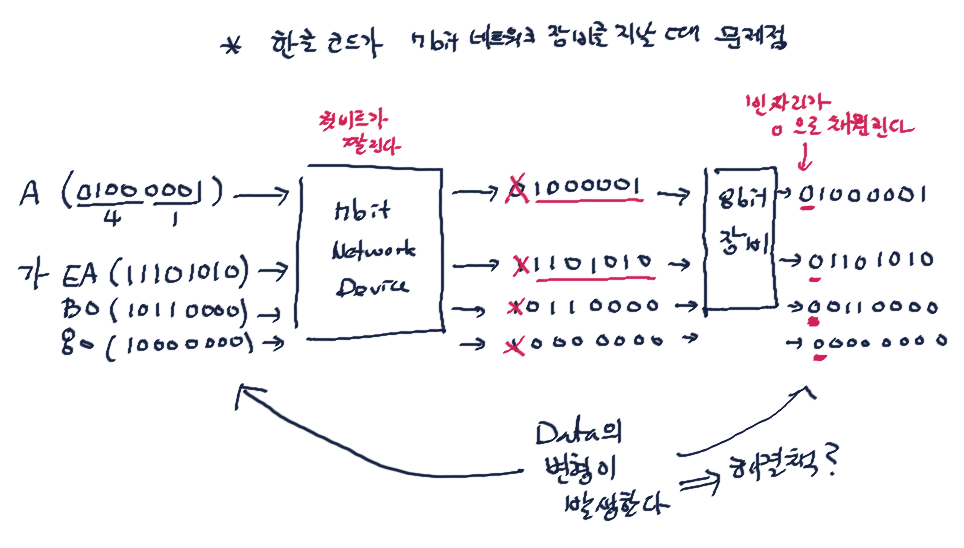 * 한글 코드가 7bit 네트워크 장비를 지날 때 문제점
첫 비트가
잘린다
1번 자리가
0으로 채워진다
A (01000001)
4 1
7bit
Network
Device
X 1000001
8bit
장비
01000001
가 EA (11101010)
X 1101010
01101010
B0 (10110000)
X 0110000
00110000
80 (10000000)
X 0000000
00000000
Data의
변형이
발생한다
⇒ 해결책?